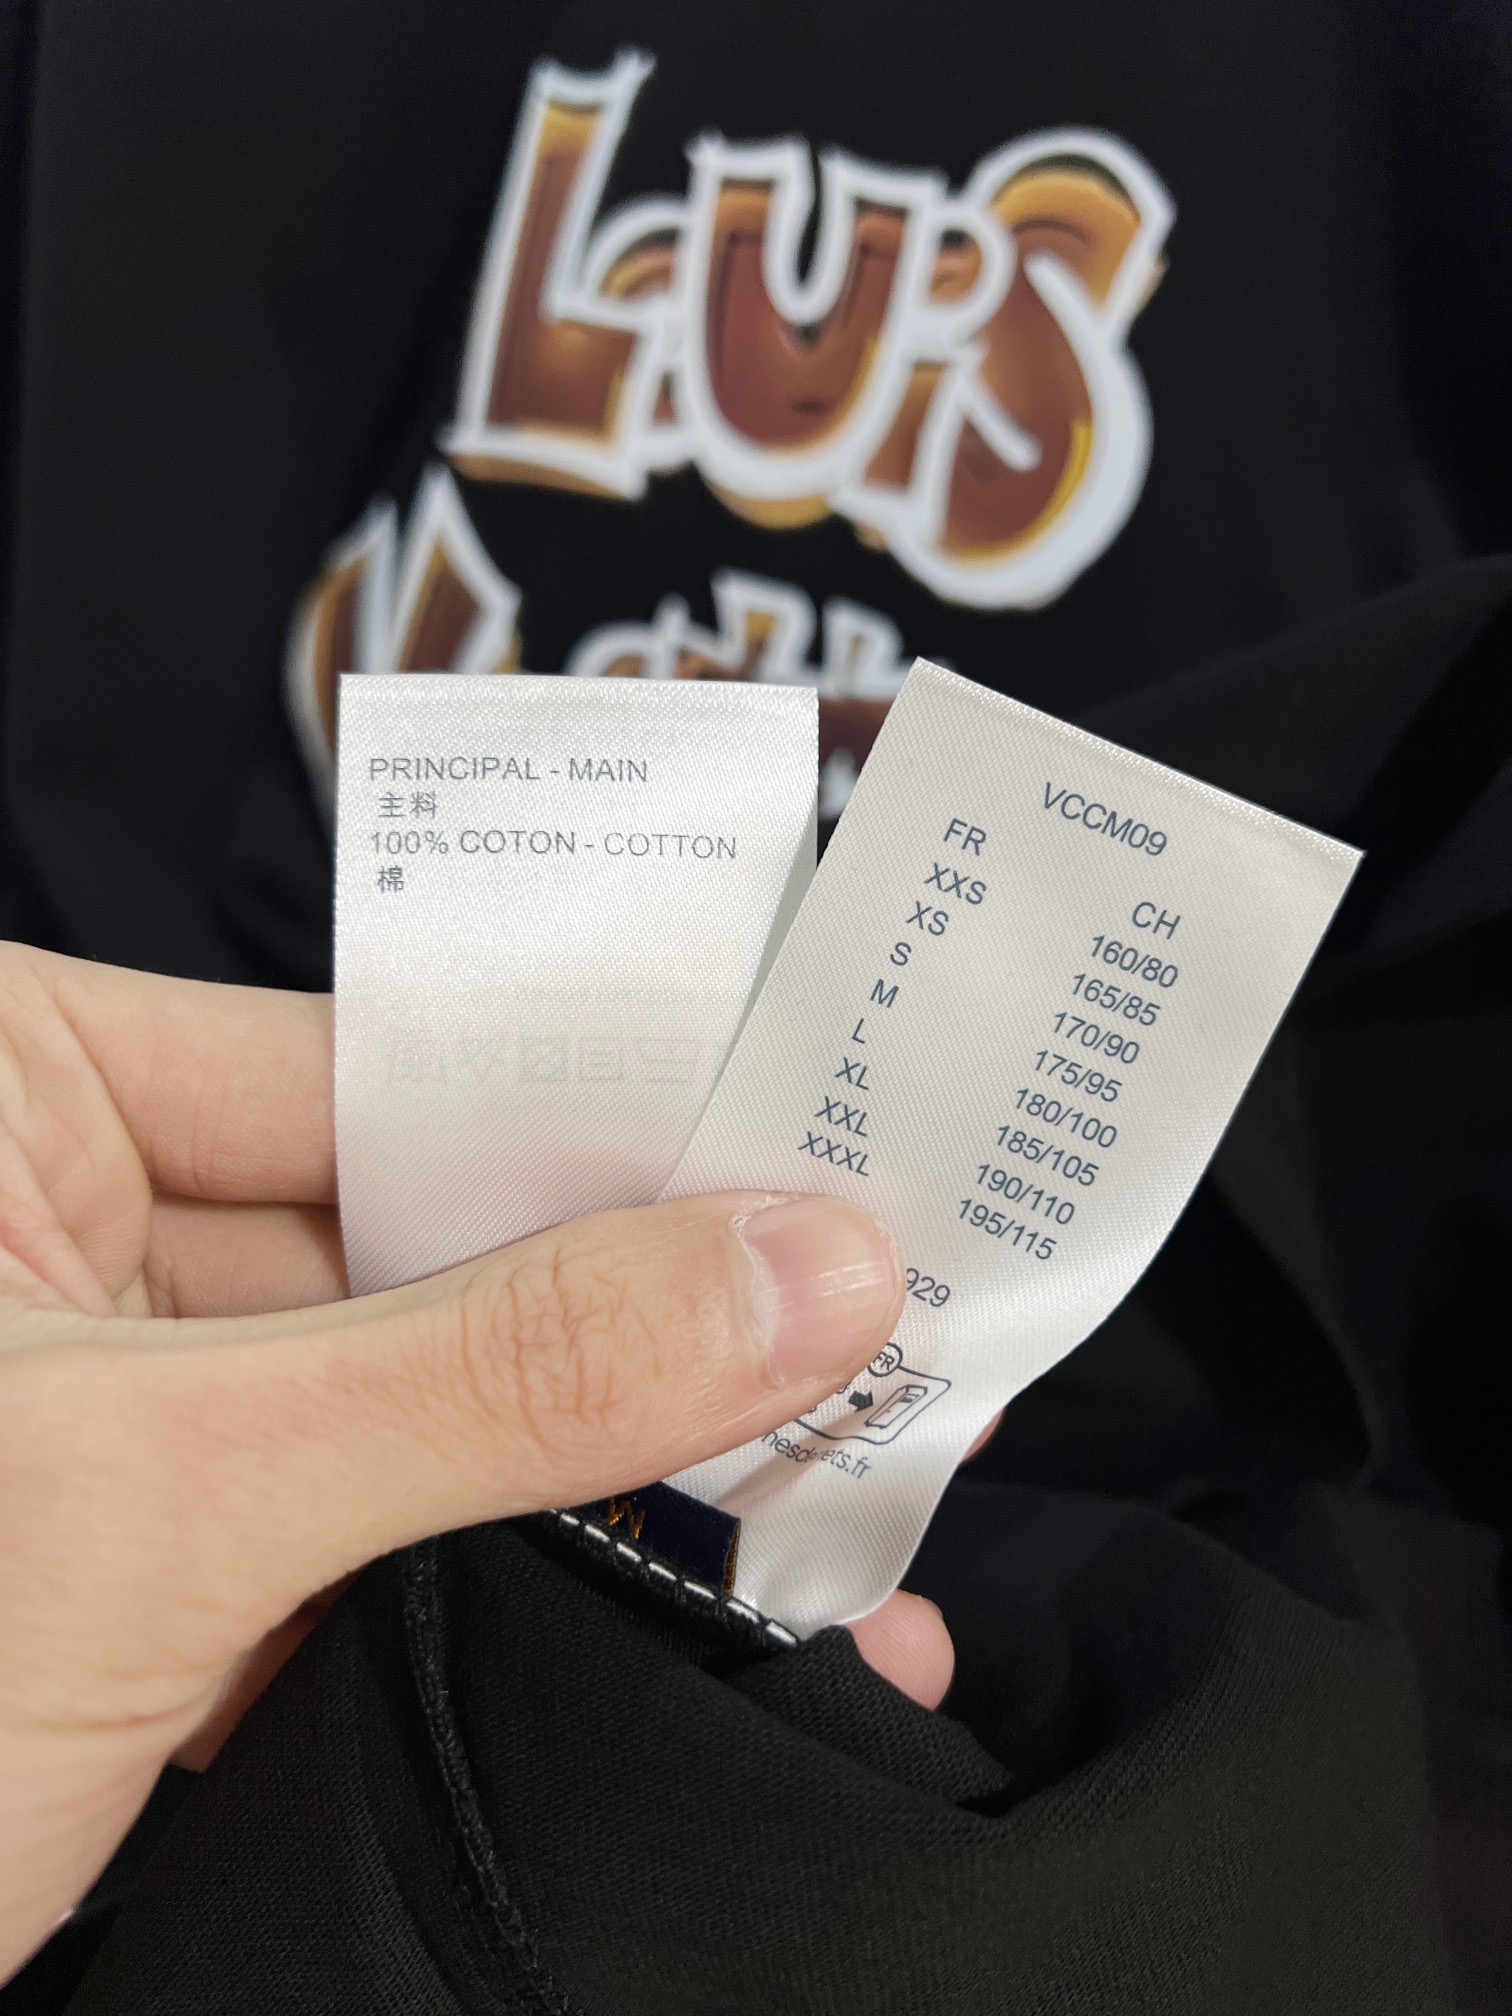 PRINCIPAL - MAIN
主料
100% COTON - COTTON
棉
VCCM09
FR CH
XXS 160/80
XS 165/85
S 170/90
M 175/95
L 180/100
XL 185/105
XXL 190/110
XXXL 195/115
929
FR
M